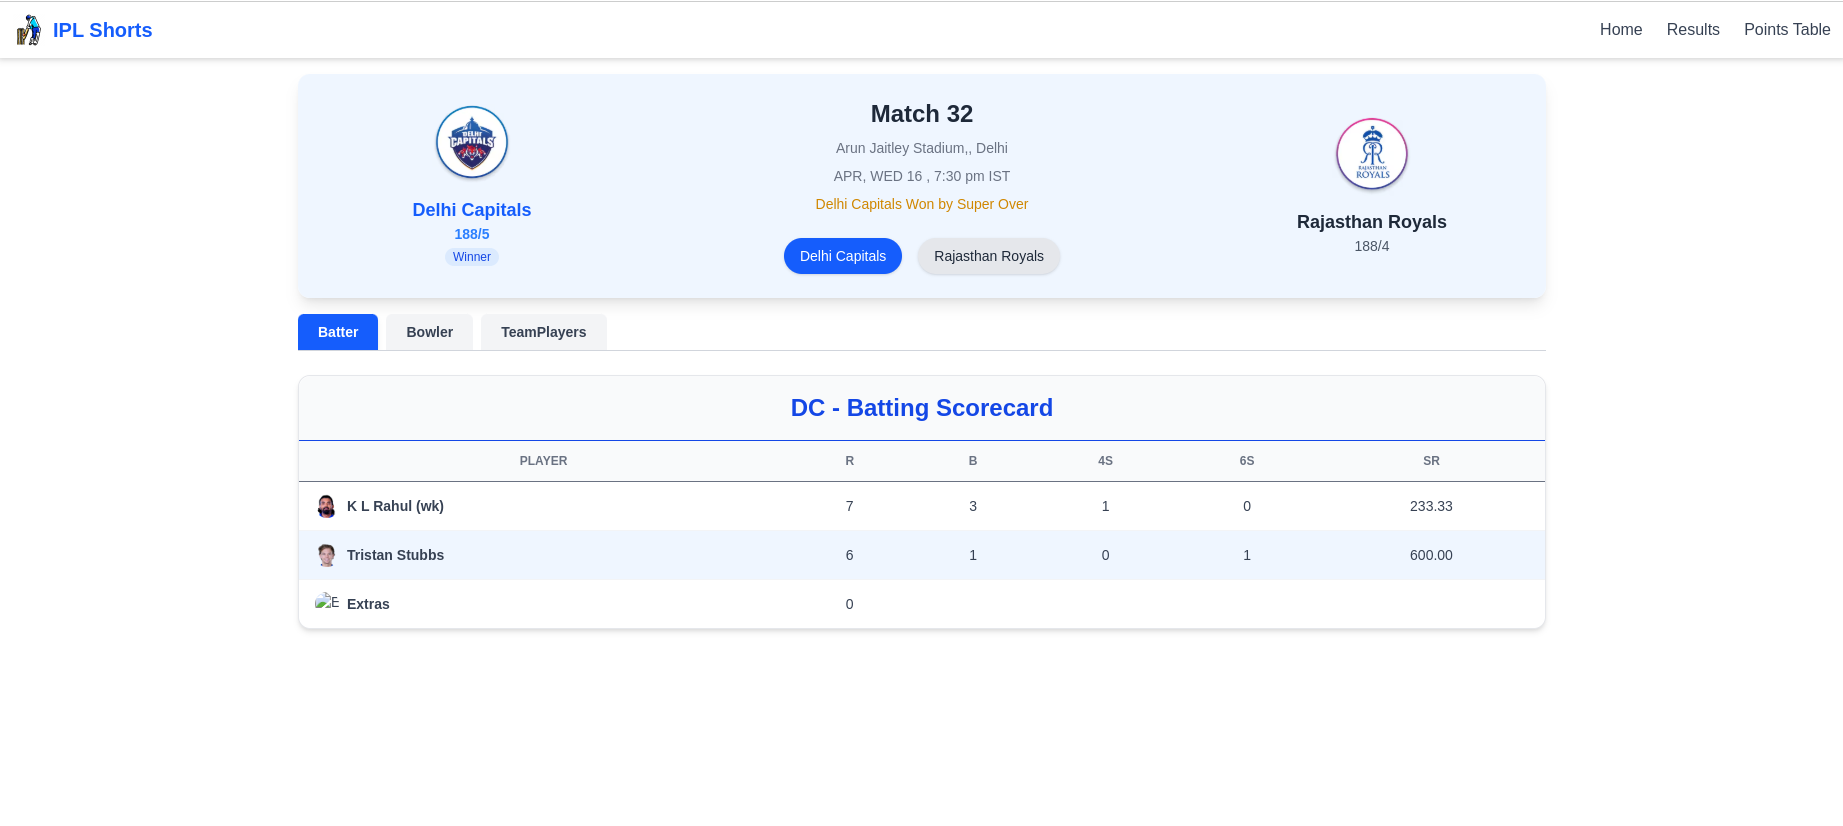 IPL Shorts
Home Results Points Table
DELHI
CAPITALS
Delhi Capitals
188/5
Winner
Match 32
Arun Jaitley Stadium,, Delhi
APR, WED 16 , 7:30 pm IST
Delhi Capitals Won by Super Over
Delhi Capitals Rajasthan Royals
RAJASTHAN
ROYALS
Rajasthan Royals
188/4
Batter Bowler TeamPlayers
DC - Batting Scorecard
PLAYER R B 4S 6S SR
K L Rahul (wk) 7 3 1 0 233.33
Tristan Stubbs 6 1 0 1 600.00
E Extras 0